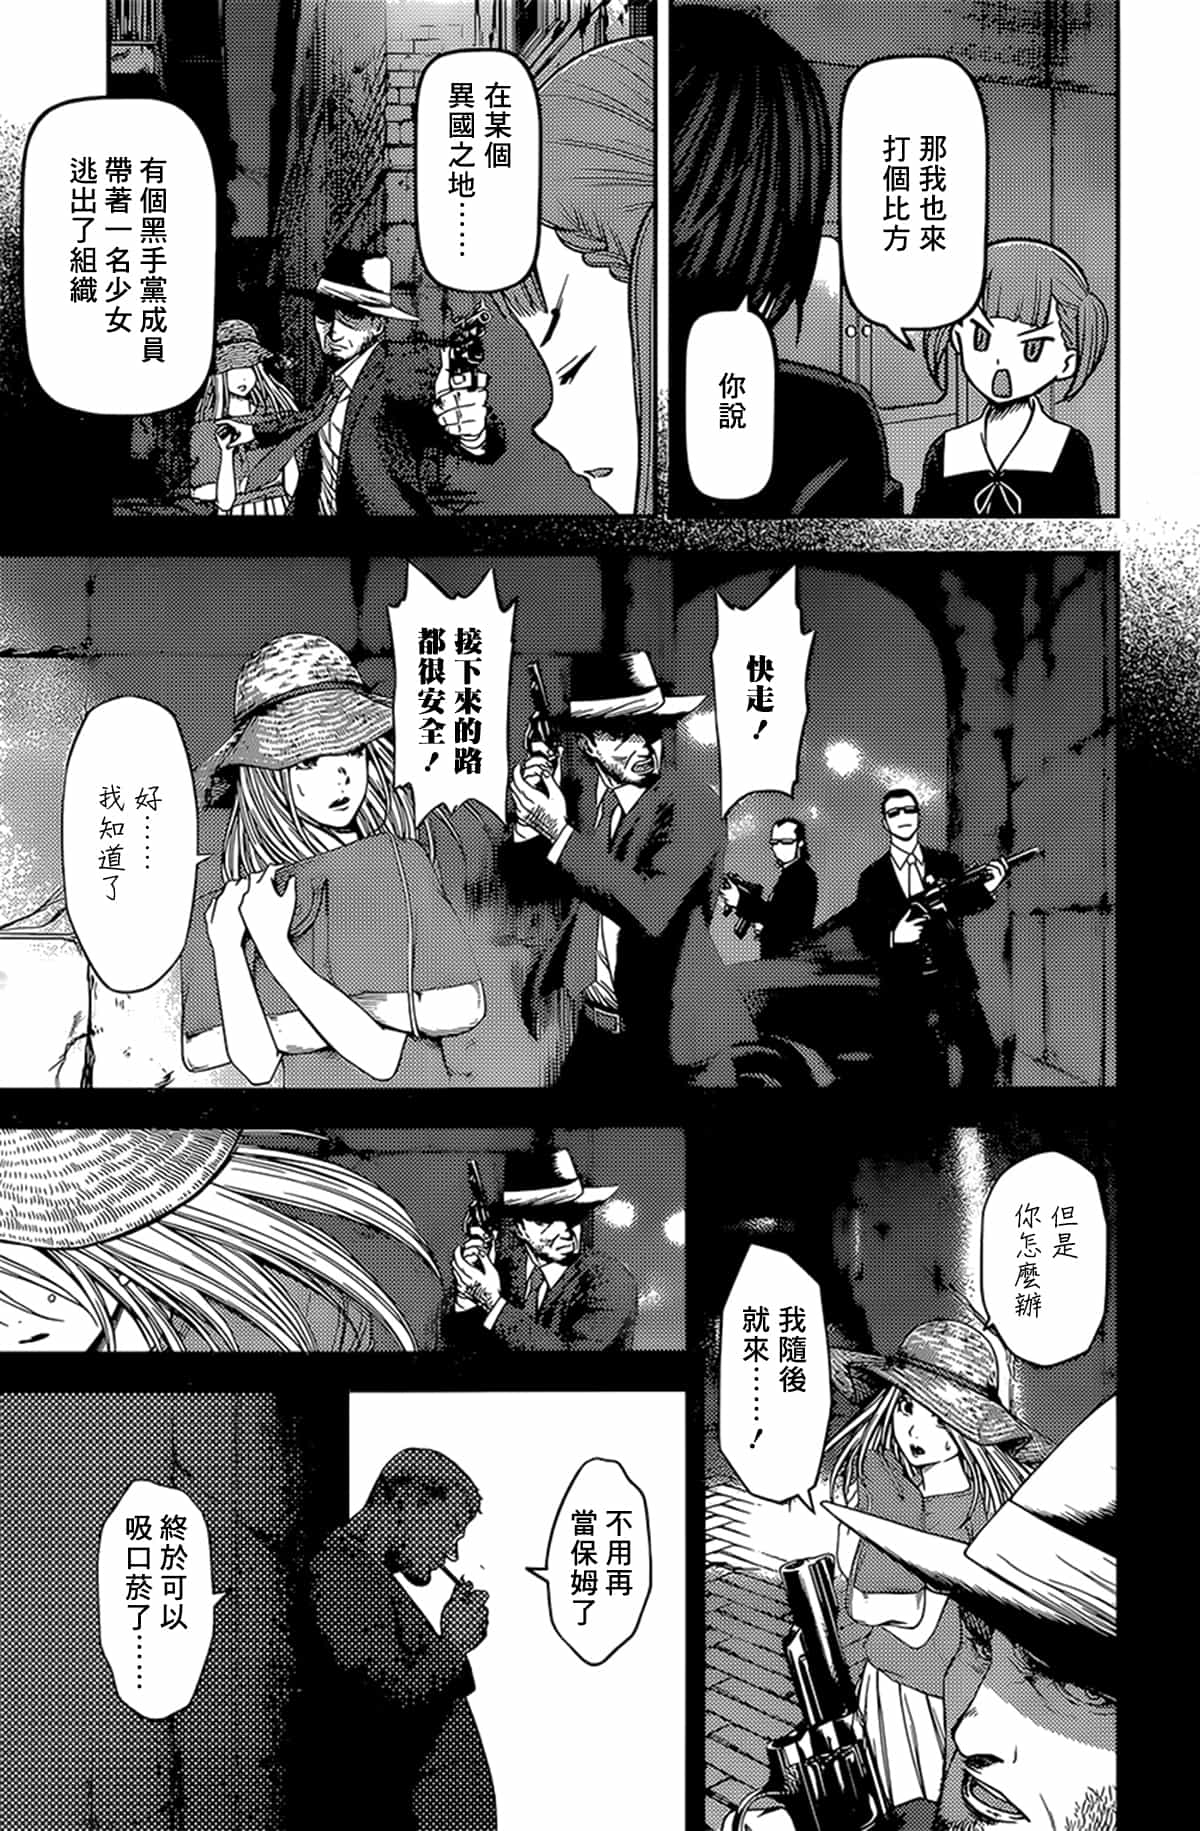 那我也來
打個比方
你說
在某個
異國之地……
有個黑手黨成員
帶著一名少女
逃出了組織
快走！
接下來的路
都很安全！
好……
我知道了
但是
你怎麼辦
我隨後
就來……！
不用再
當保姆了
終於可以
吸口菸了……